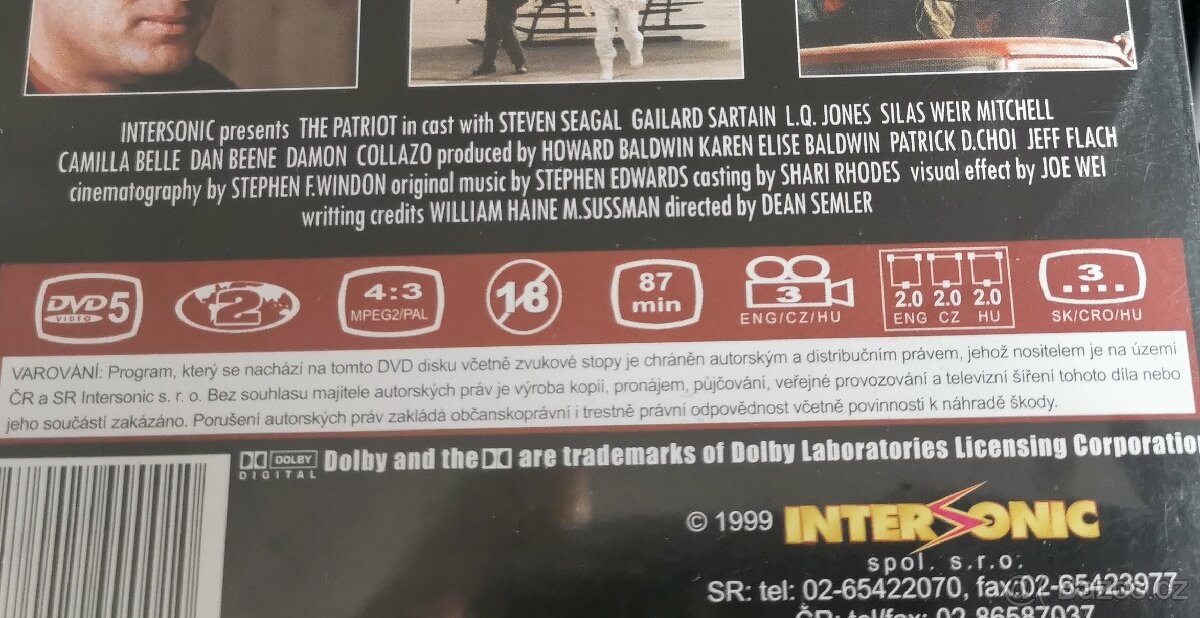 INTERSONIC presents THE PATRIOT in cast with STEVEN SEAGAL GAILARD SARTAIN L.Q. JONES SILAS WEIR MITCHELL
CAMILLA BELLE DAN BEENE DAMON COLLAZO produced by HOWARD BALDWIN KAREN ELISE BALDWIN PATRICK D.CHOI JEFF FLACH
cinematography by STEPHEN F.WINDON original music by STEPHEN EDWARDS casting by SHARI RHODES visual effect by JOE WEI
writting credits WILLIAM HAINE M.SUSSMAN directed by DEAN SEMLER
DVD VIDEO 5
2
4:3
MPEG2/PAL
18
87
min
3
ENG/CZ/HU
2.0 2.0 2.0
ENG CZ HU
3
SK/CRO/HU
VAROVÁNÍ: Program, který se nachází na tomto DVD disku včetně zvukové stopy je chráněn autorským a distribučním právem, jehož nositelem je na území
ČR a SR Intersonic s. r. o. Bez souhlasu majitele autorských práv je výroba kopií, pronájem, půjčování, veřejné provozování a televizní šíření tohoto díla nebo
jeho součástí zakázáno. Porušení autorských práv zakládá občanskoprávní i trestně právní odpovědnost včetně povinnosti k náhradě škody.
DOLBY
DIGITAL
Dolby and the are trademarks of Dolby Laboratories Licensing Corporation
© 1999 INTERSONIC
spol. s.r.o.
SR: tel: 02-65422070, fax:02-65423977
ČR: tel/fax: 02 86587037
Bazoš.cz